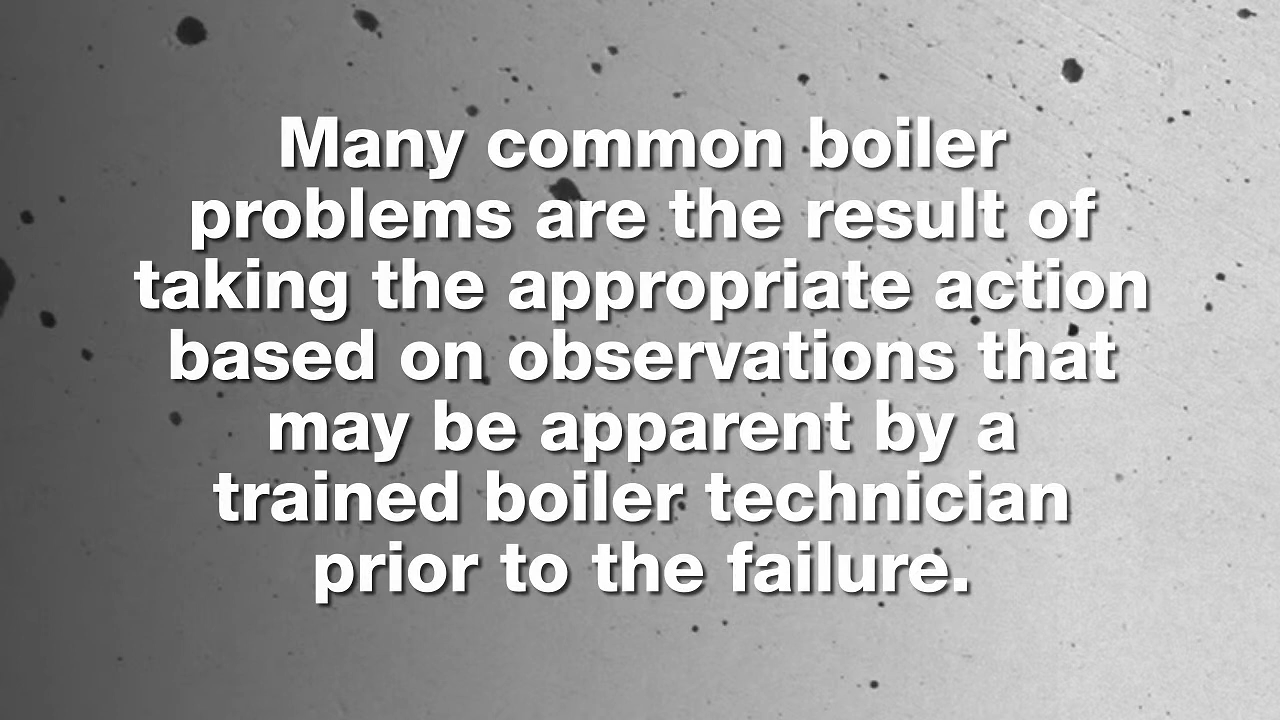 Many common boiler
problems are the result of
taking the appropriate action
based on observations that
may be apparent by a
trained boiler technician
prior to the failure.